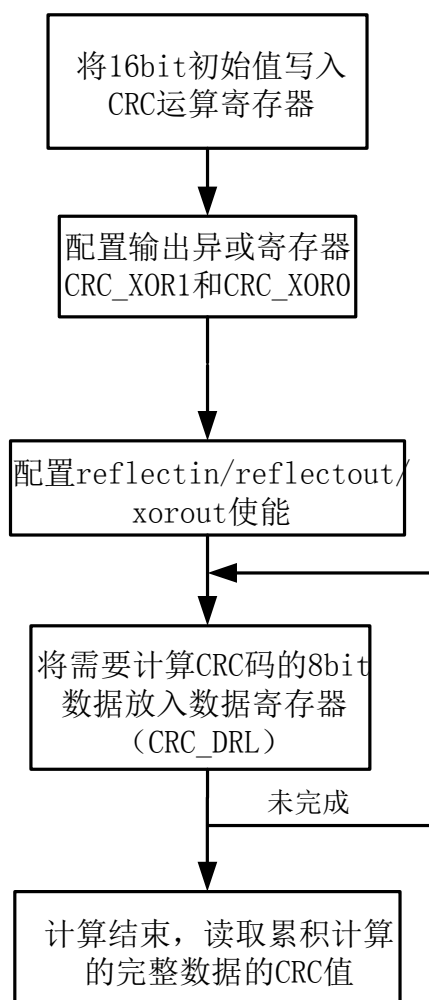 将16bit初始值写入
CRC运算寄存器
配置输出异或寄存器
CRC_XOR1和CRC_XOR0
配置reflectin/reflectout/
xorout使能
将需要计算CRC码的8bit
数据放入数据寄存器
（CRC_DRL）
未完成
计算结束，读取累积计算
的完整数据的CRC值